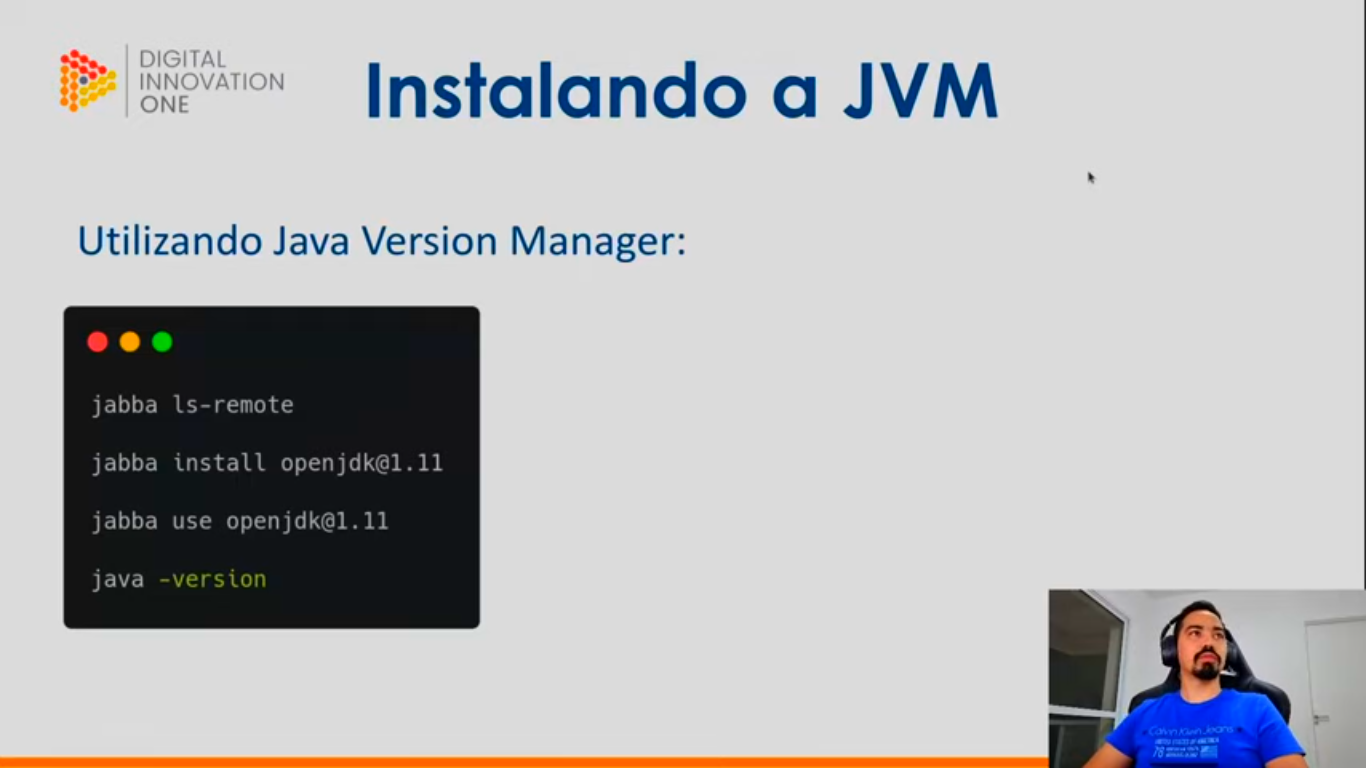 DIGITAL
INNOVATION
ONE
Instalando a JVM
Utilizando Java Version Manager:
jabba ls-remote
jabba install openjdk@1.11
jabba use openjdk@1.11
java -version
Calvin Klein Jeans